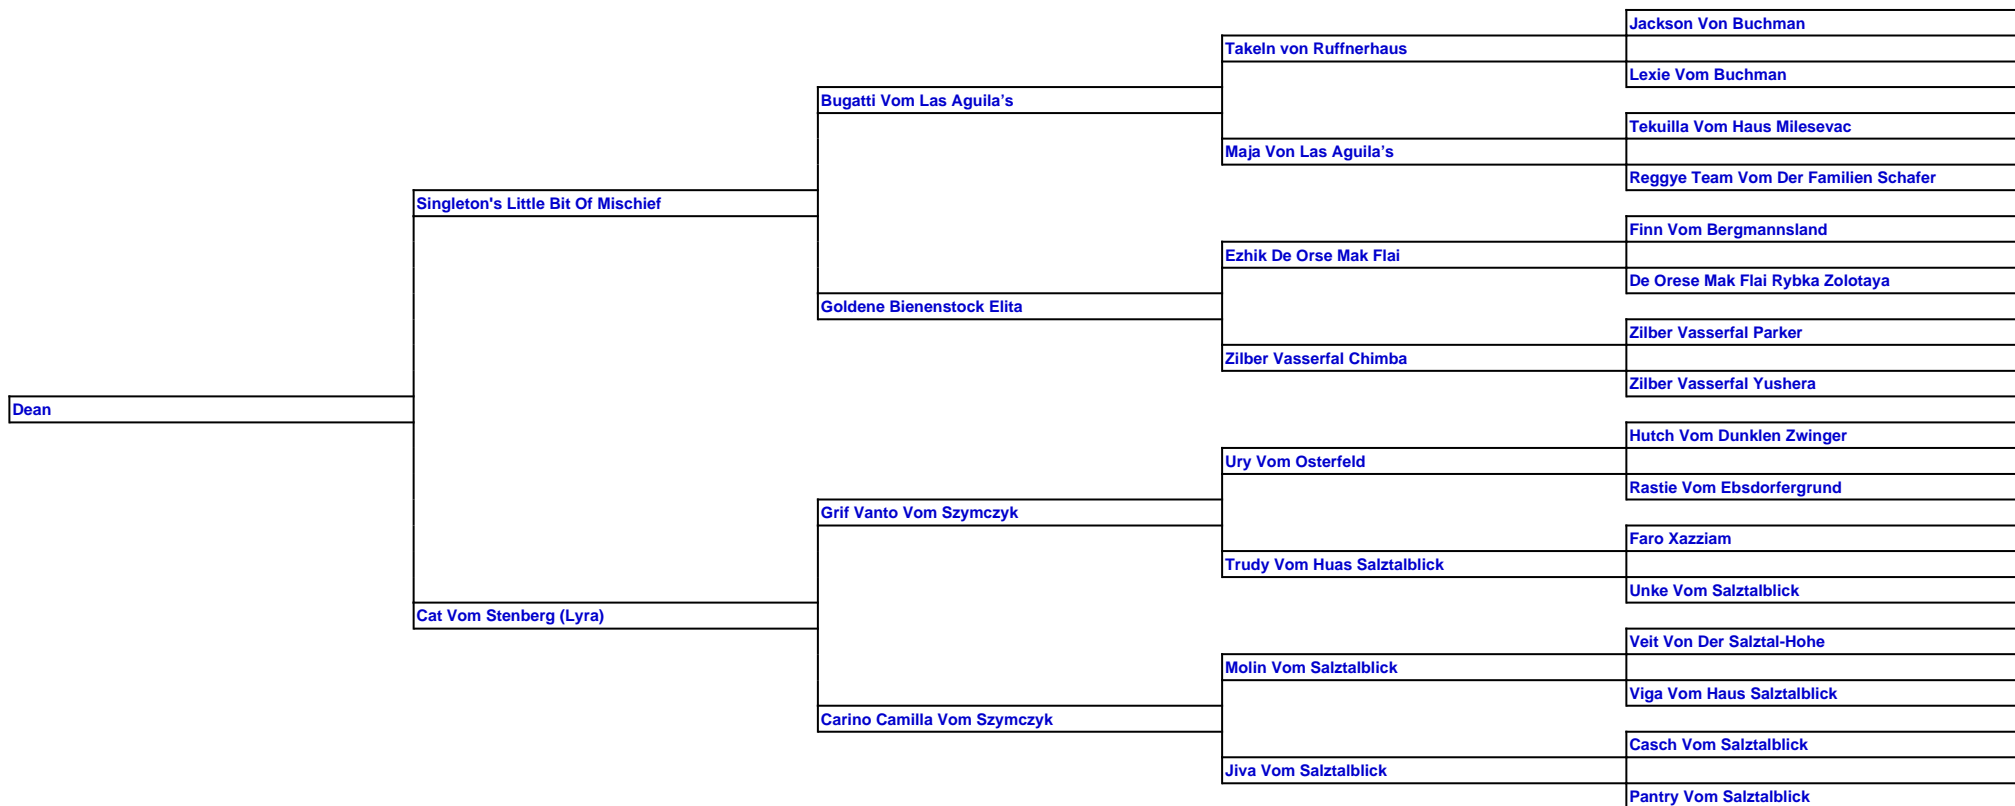 Jackson Von Buchman
Takeln von Ruffnerhaus
Lexie Vom Buchman
Bugatti Vom Las Aguila’s
Tekuilla Vom Haus Milesevac
Maja Von Las Aguila’s
Reggye Team Vom Der Familien Schafer
Singleton's Little Bit Of Mischief
Finn Vom Bergmannsland
Ezhik De Orse Mak Flai
De Orese Mak Flai Rybka Zolotaya
Goldene Bienenstock Elita
Zilber Vasserfal Parker
Zilber Vasserfal Chimba
Zilber Vasserfal Yushera
Dean
Hutch Vom Dunklen Zwinger
Ury Vom Osterfeld
Rastie Vom Ebsdorfergrund
Grif Vanto Vom Szymczyk
Faro Xazziam
Trudy Vom Huas Salztalblick
Unke Vom Salztalblick
Cat Vom Stenberg (Lyra)
Veit Von Der Salztal-Hohe
Molin Vom Salztalblick
Viga Vom Haus Salztalblick
Carino Camilla Vom Szymczyk
Casch Vom Salztalblick
Jiva Vom Salztalblick
Pantry Vom Salztalblick